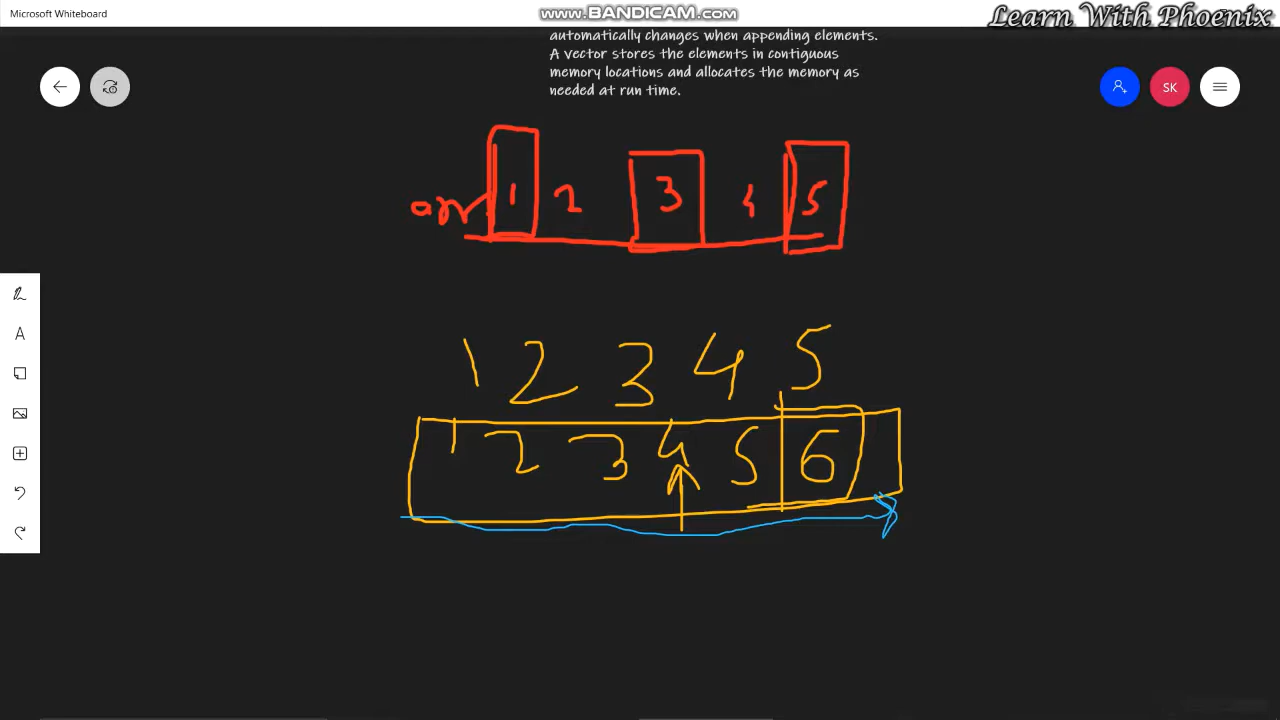 Microsoft Whiteboard
www.BANDICAM.com
Learn With Phoenix
automatically changes when appending elements.
A vector stores the elements in contiguous
memory locations and allocates the memory as
needed at run time.
SK
arr 1 2 3 4 5
A
1 2 3 4 5
1 2 3 4 5 6